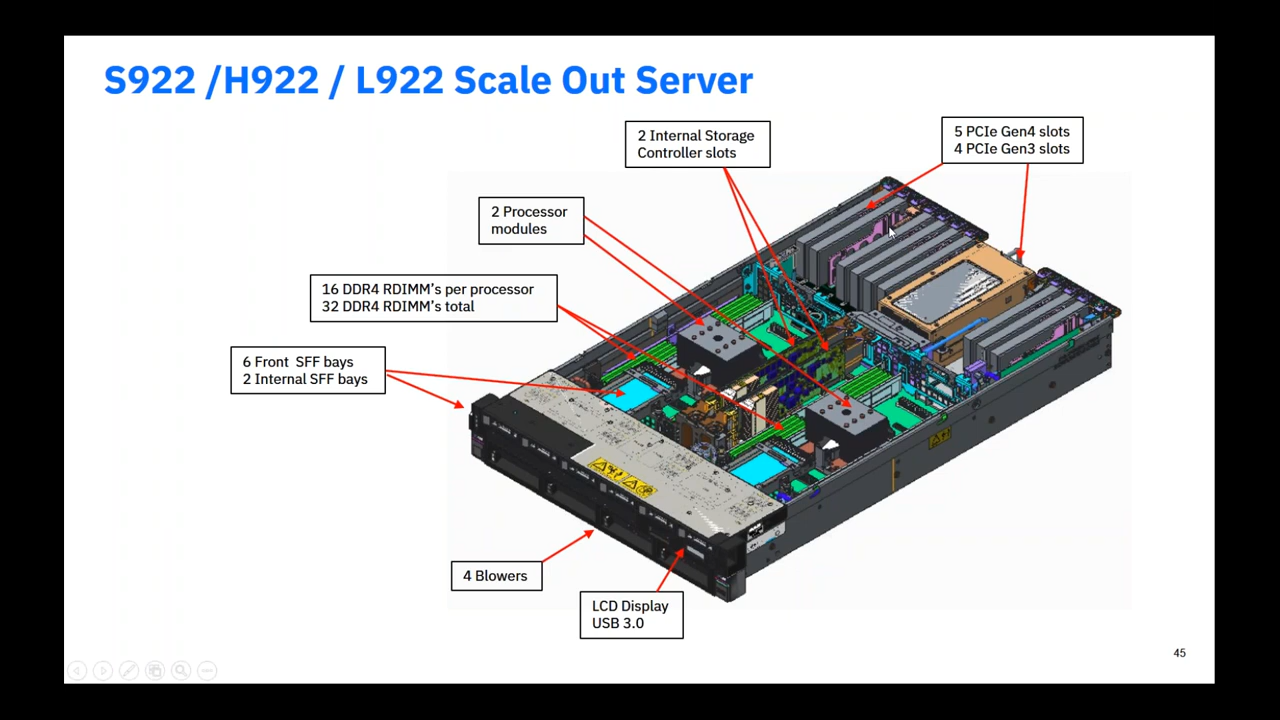 S922 /H922 / L922 Scale Out Server
2 Internal Storage
Controller slots
5 PCIe Gen4 slots
4 PCIe Gen3 slots
2 Processor
modules
16 DDR4 RDIMM's per processor
32 DDR4 RDIMM's total
6 Front  SFF bays
2 Internal SFF bays
4 Blowers
LCD Display
USB 3.0
45